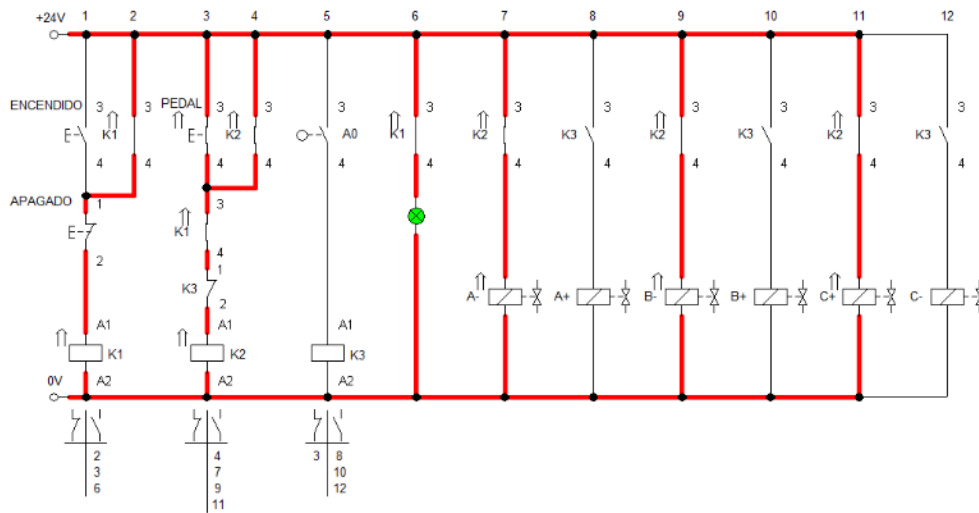 1 2 3 4 5 6 7 8 9 10 11 12
+24V
ENCENDIDO 3 3 PEDAL 3 3 3 3 3 3 3 3 3 3
K1 K2 A0 K1 K2 K3 K2 K3 K2 K3
4 4 4 4 4 4 4 4 4 4 4 4
APAGADO 1 3
K1
2 4
1
K3
2
A- A+ B- B+ C+ C-
A1 A1 A1
K1 K2 K3
0V A2 A2 A2
2 4 3 8
3 7 10
6 9 12
11